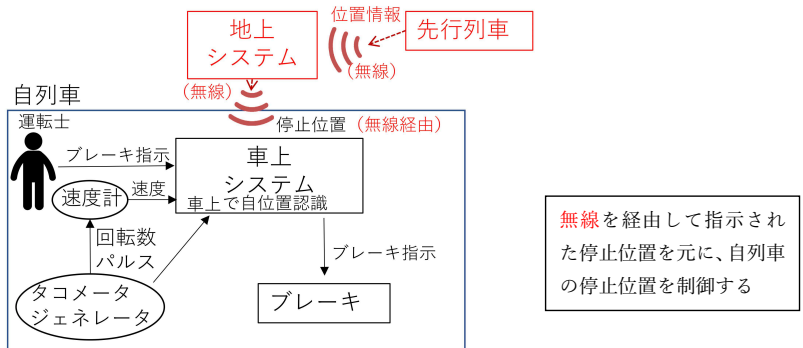 位置情報
地上
システム
先行列車
(無線)
(無線)
自列車
運転士
停止位置(無線経由)
ブレーキ指示
車上
システム
車上で自位置認識
速度計
速度
回転数
パルス
ブレーキ指示
タコメータ
ジェネレータ
ブレーキ
無線を経由して指示され
た停止位置を元に、自列車
の停止位置を制御する